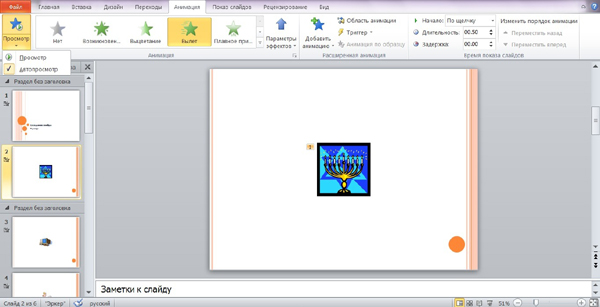 Файл Главная Вставка Дизайн Переходы Анимация Показ слайдов Рецензирование Вид
Просмотр
Нет Возникновен... Выцветание Вылет Плавное при...
Параметры эффектов
Добавить анимацию
Область анимации
Триггер
Анимация по образцу
Начало: По щелчку
Длительность: 00.50
Задержка: 00.00
Изменить порядок анимации
Переместить назад
Переместить вперед
Анимация Расширенная анимация Время показа слайдов
Просмотр
Автопросмотр
Раздел без заголовка
1
2
Раздел без заголовка
3
4
Заметки к слайду
Слайд 2 из 6 "Эркер" русский 51%